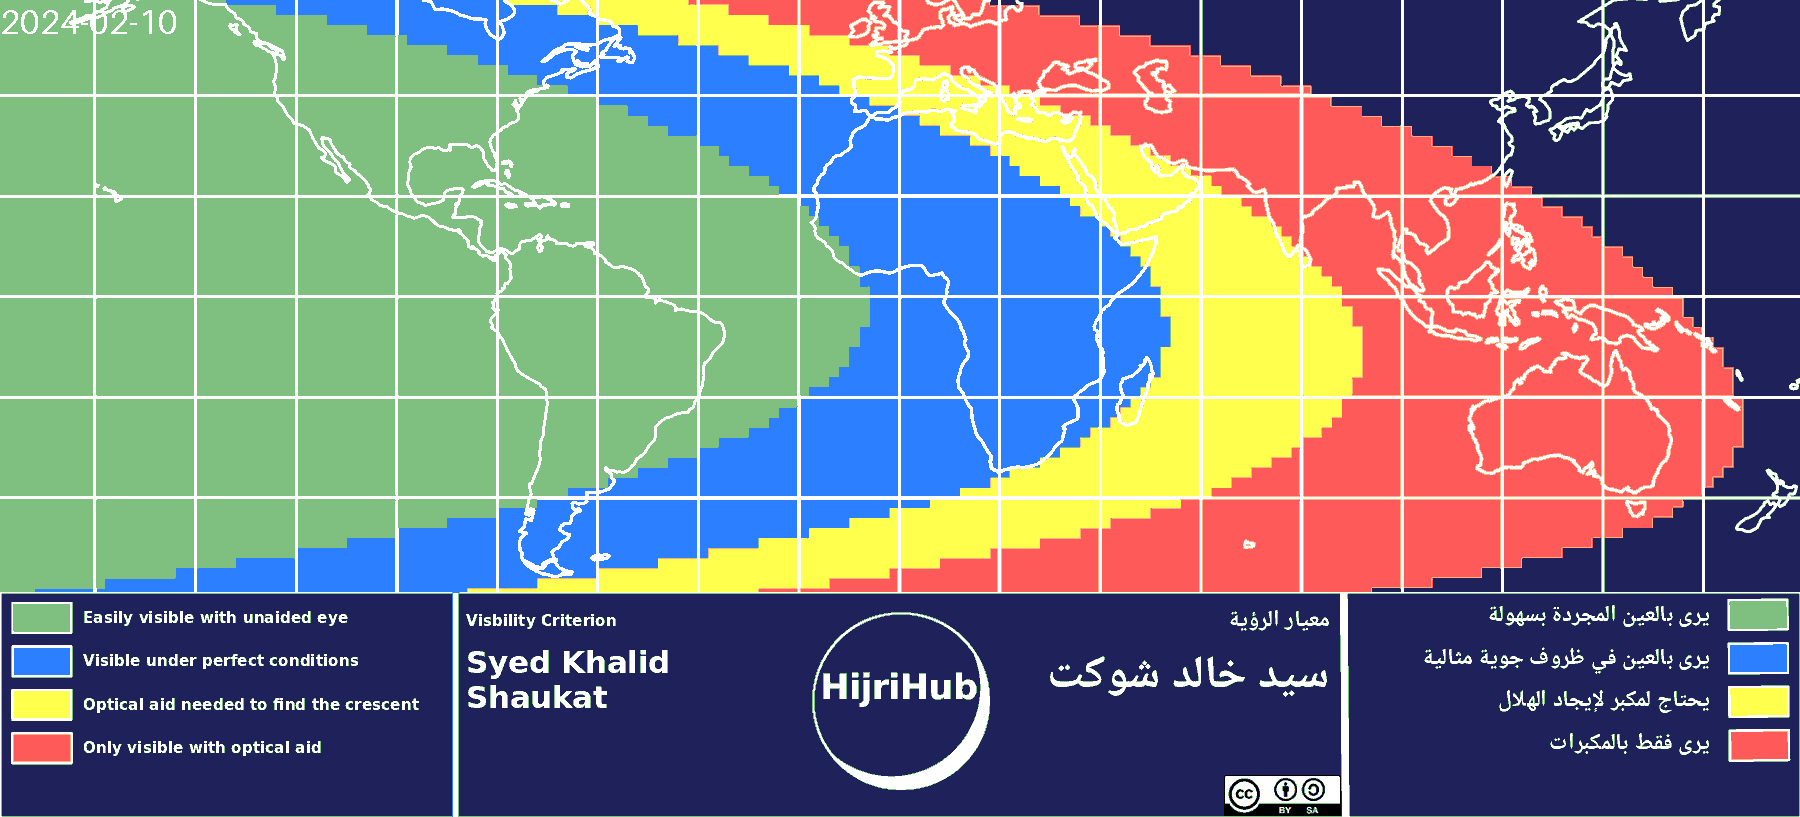 2024-02-10
Easily visible with unaided eye
Visible under perfect conditions
Optical aid needed to find the crescent
Only visible with optical aid
Visbility Criterion
Syed Khalid
Shaukat
HijriHub
معيار الرؤية
سيد خالد شوكت
cc
BY SA
يرى بالعين المجردة بسهولة
يرى بالعين في ظروف جوية مثالية
يحتاج لمكبر لإيجاد الهلال
يرى فقط بالمكبرات